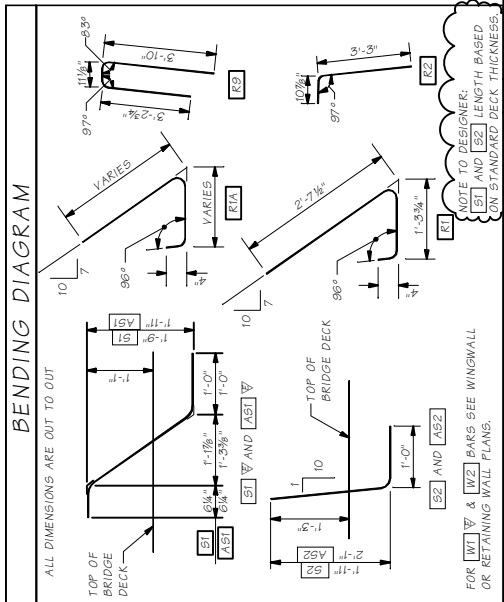 BENDING DIAGRAM
ALL DIMENSIONS ARE OUT TO OUT
TOP OF
BRIDGE
DECK
1'-1"
S1 1'-9"
AS1 1'-11"
S1 6¼" 1'-1⅞" 1'-0"
AS1 6¼" 1'-3⅜" 1'-0"
S1 E AND AS1 E
10
7
VARIES
96°
4"
VARIES
R1A
97°
83°
11⅛"
3'-2¾"
3'-10"
R9
TOP OF
BRIDGE DECK
1
10
1'-3"
S2 1'-11"
AS2 2'-1"
1'-0"
S2 AND AS2
10
7
2'-7½"
96°
4"
1'-3¾"
R1
10⅞"
97°
3'-3"
R2
FOR W1 E & W2 BARS SEE WINGWALL
OR RETAINING WALL PLANS.
NOTE TO DESIGNER:
S1 AND S2 LENGTH BASED
ON STANDARD DECK THICKNESS